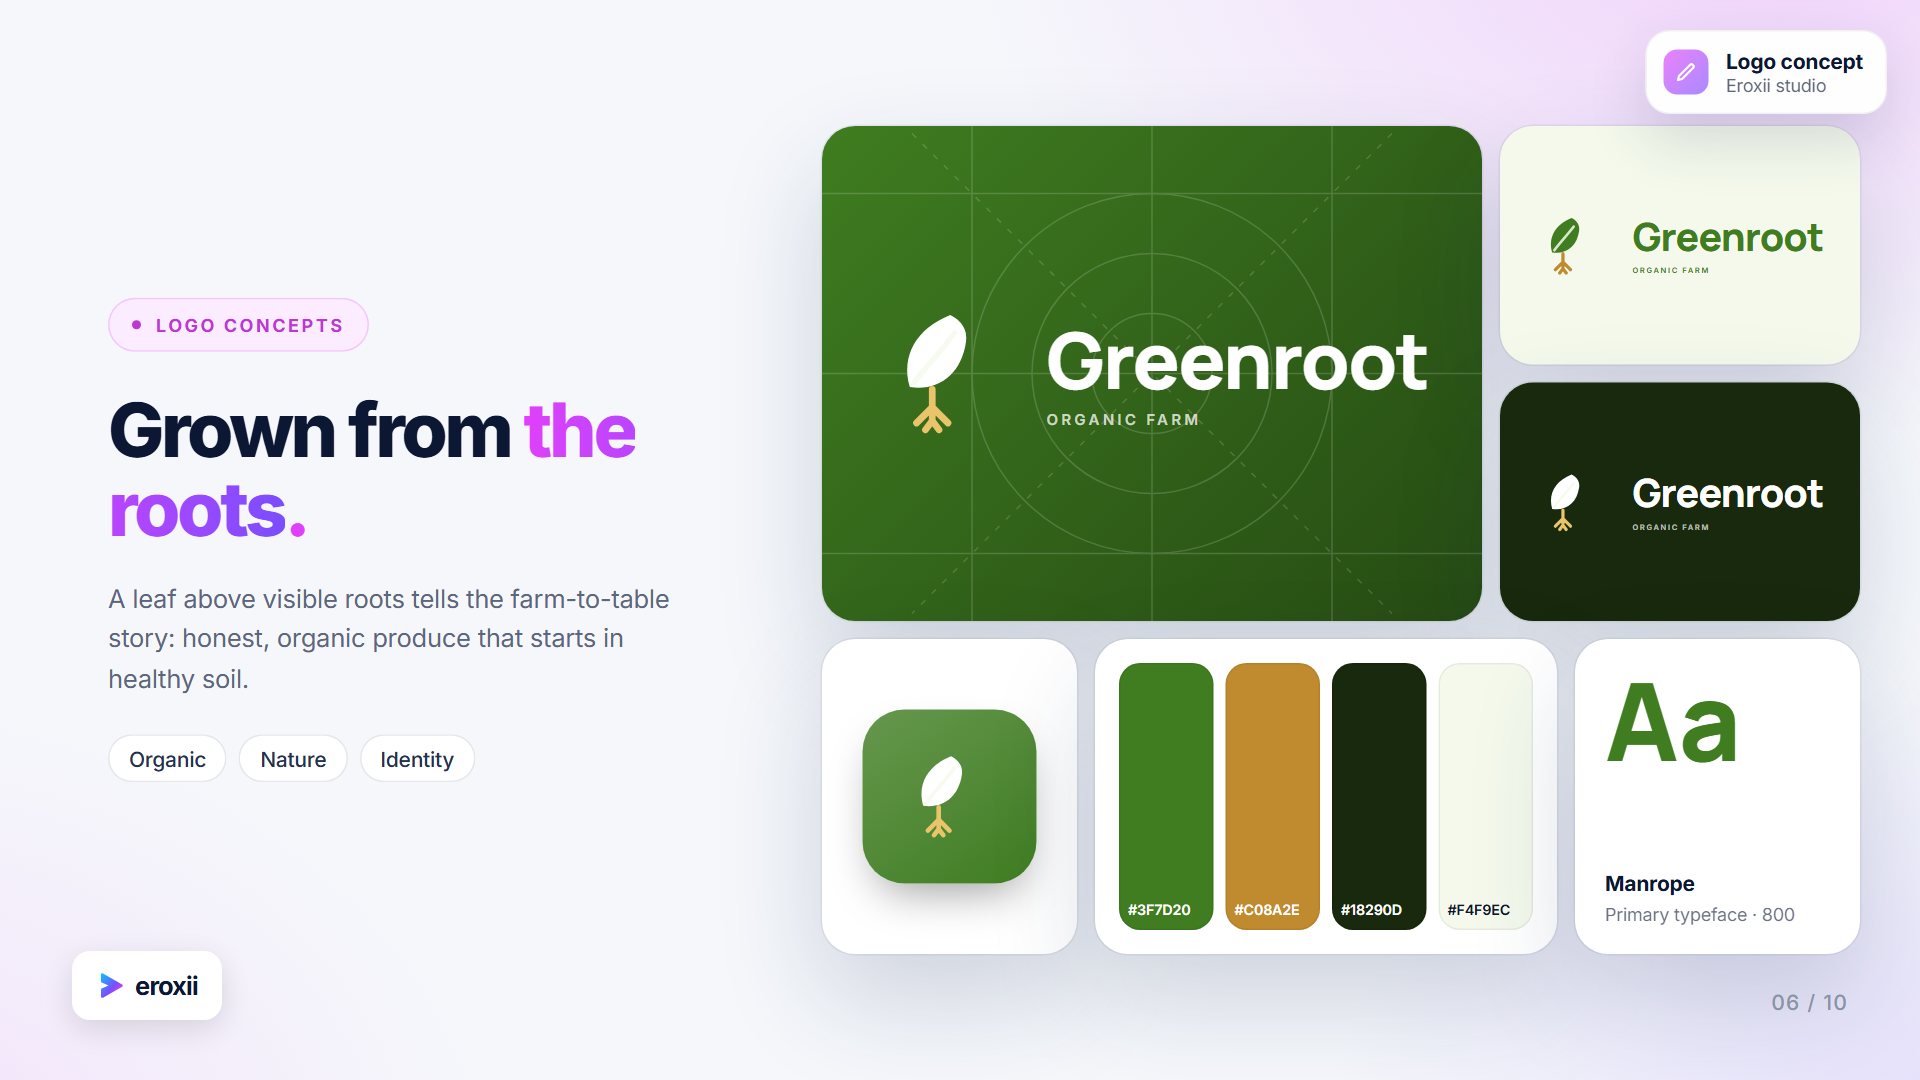 Logo concept
Eroxii studio
LOGO CONCEPTS
Grown from the
roots.
A leaf above visible roots tells the farm-to-table
story: honest, organic produce that starts in
healthy soil.
Organic
Nature
Identity
eroxii
Greenroot
ORGANIC FARM
Greenroot
ORGANIC FARM
Greenroot
ORGANIC FARM
#3F7D20
#C08A2E
#18290D
#F4F9EC
Aa
Manrope
Primary typeface · 800
06 / 10